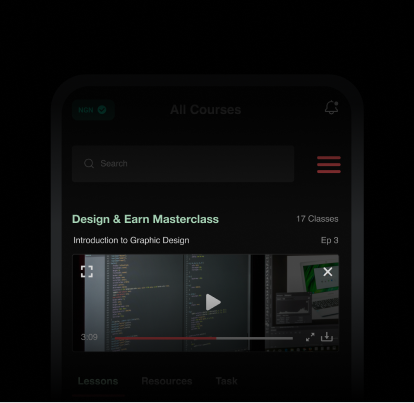 NGN
All Courses
Search
Design & Earn Masterclass
17 Classes
Introduction to Graphic Design
Ep 3
3:09
Lessons
Resources
Task